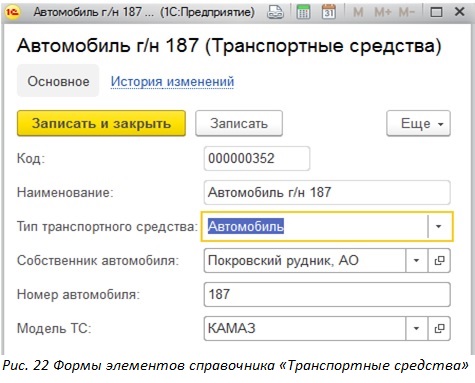 Автомобиль г/н 187 ... (1С:Предприятие) М М+ М-
Автомобиль г/н 187 (Транспортные средства)
Основное История изменений
Записать и закрыть Записать Еще
Код: 000000352
Наименование: Автомобиль г/н 187
Тип транспортного средства: Автомобиль
Собственник автомобиля: Покровский рудник, АО
Номер автомобиля: 187
Модель ТС: КАМАЗ
Рис. 22 Формы элементов справочника «Транспортные средства»